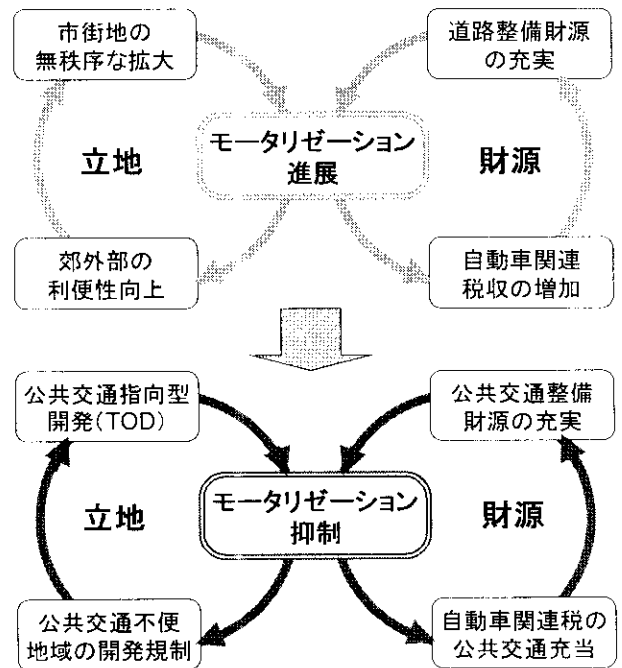 市街地の
無秩序な拡大
道路整備財源
の充実
モータリゼーション
進展
立地
財源
郊外部の
利便性向上
自動車関連
税収の増加
公共交通指向型
開発(TOD)
公共交通整備
財源の充実
モータリゼーション
抑制
立地
財源
公共交通不便
地域の開発規制
自動車関連税の
公共交通充当